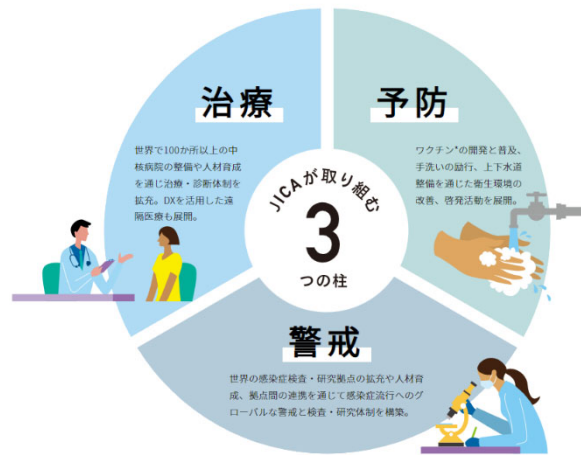 治療
世界で100か所以上の中
核病院の整備や人材育成
を通じ治療・診断体制を
拡充。DXを活用した遠
隔医療も展開。
予防
ワクチン*の開発と普及、
手洗いの励行、上下水道
整備を通じた衛生環境の
改善、啓発活動を展開。
JICAが取り組む
3
つの柱
警戒
世界の感染症検査・研究拠点の拡充や人材育
成、拠点間の連携を通じて感染症流行へのグ
ローバルな警戒と検査・研究体制を構築。